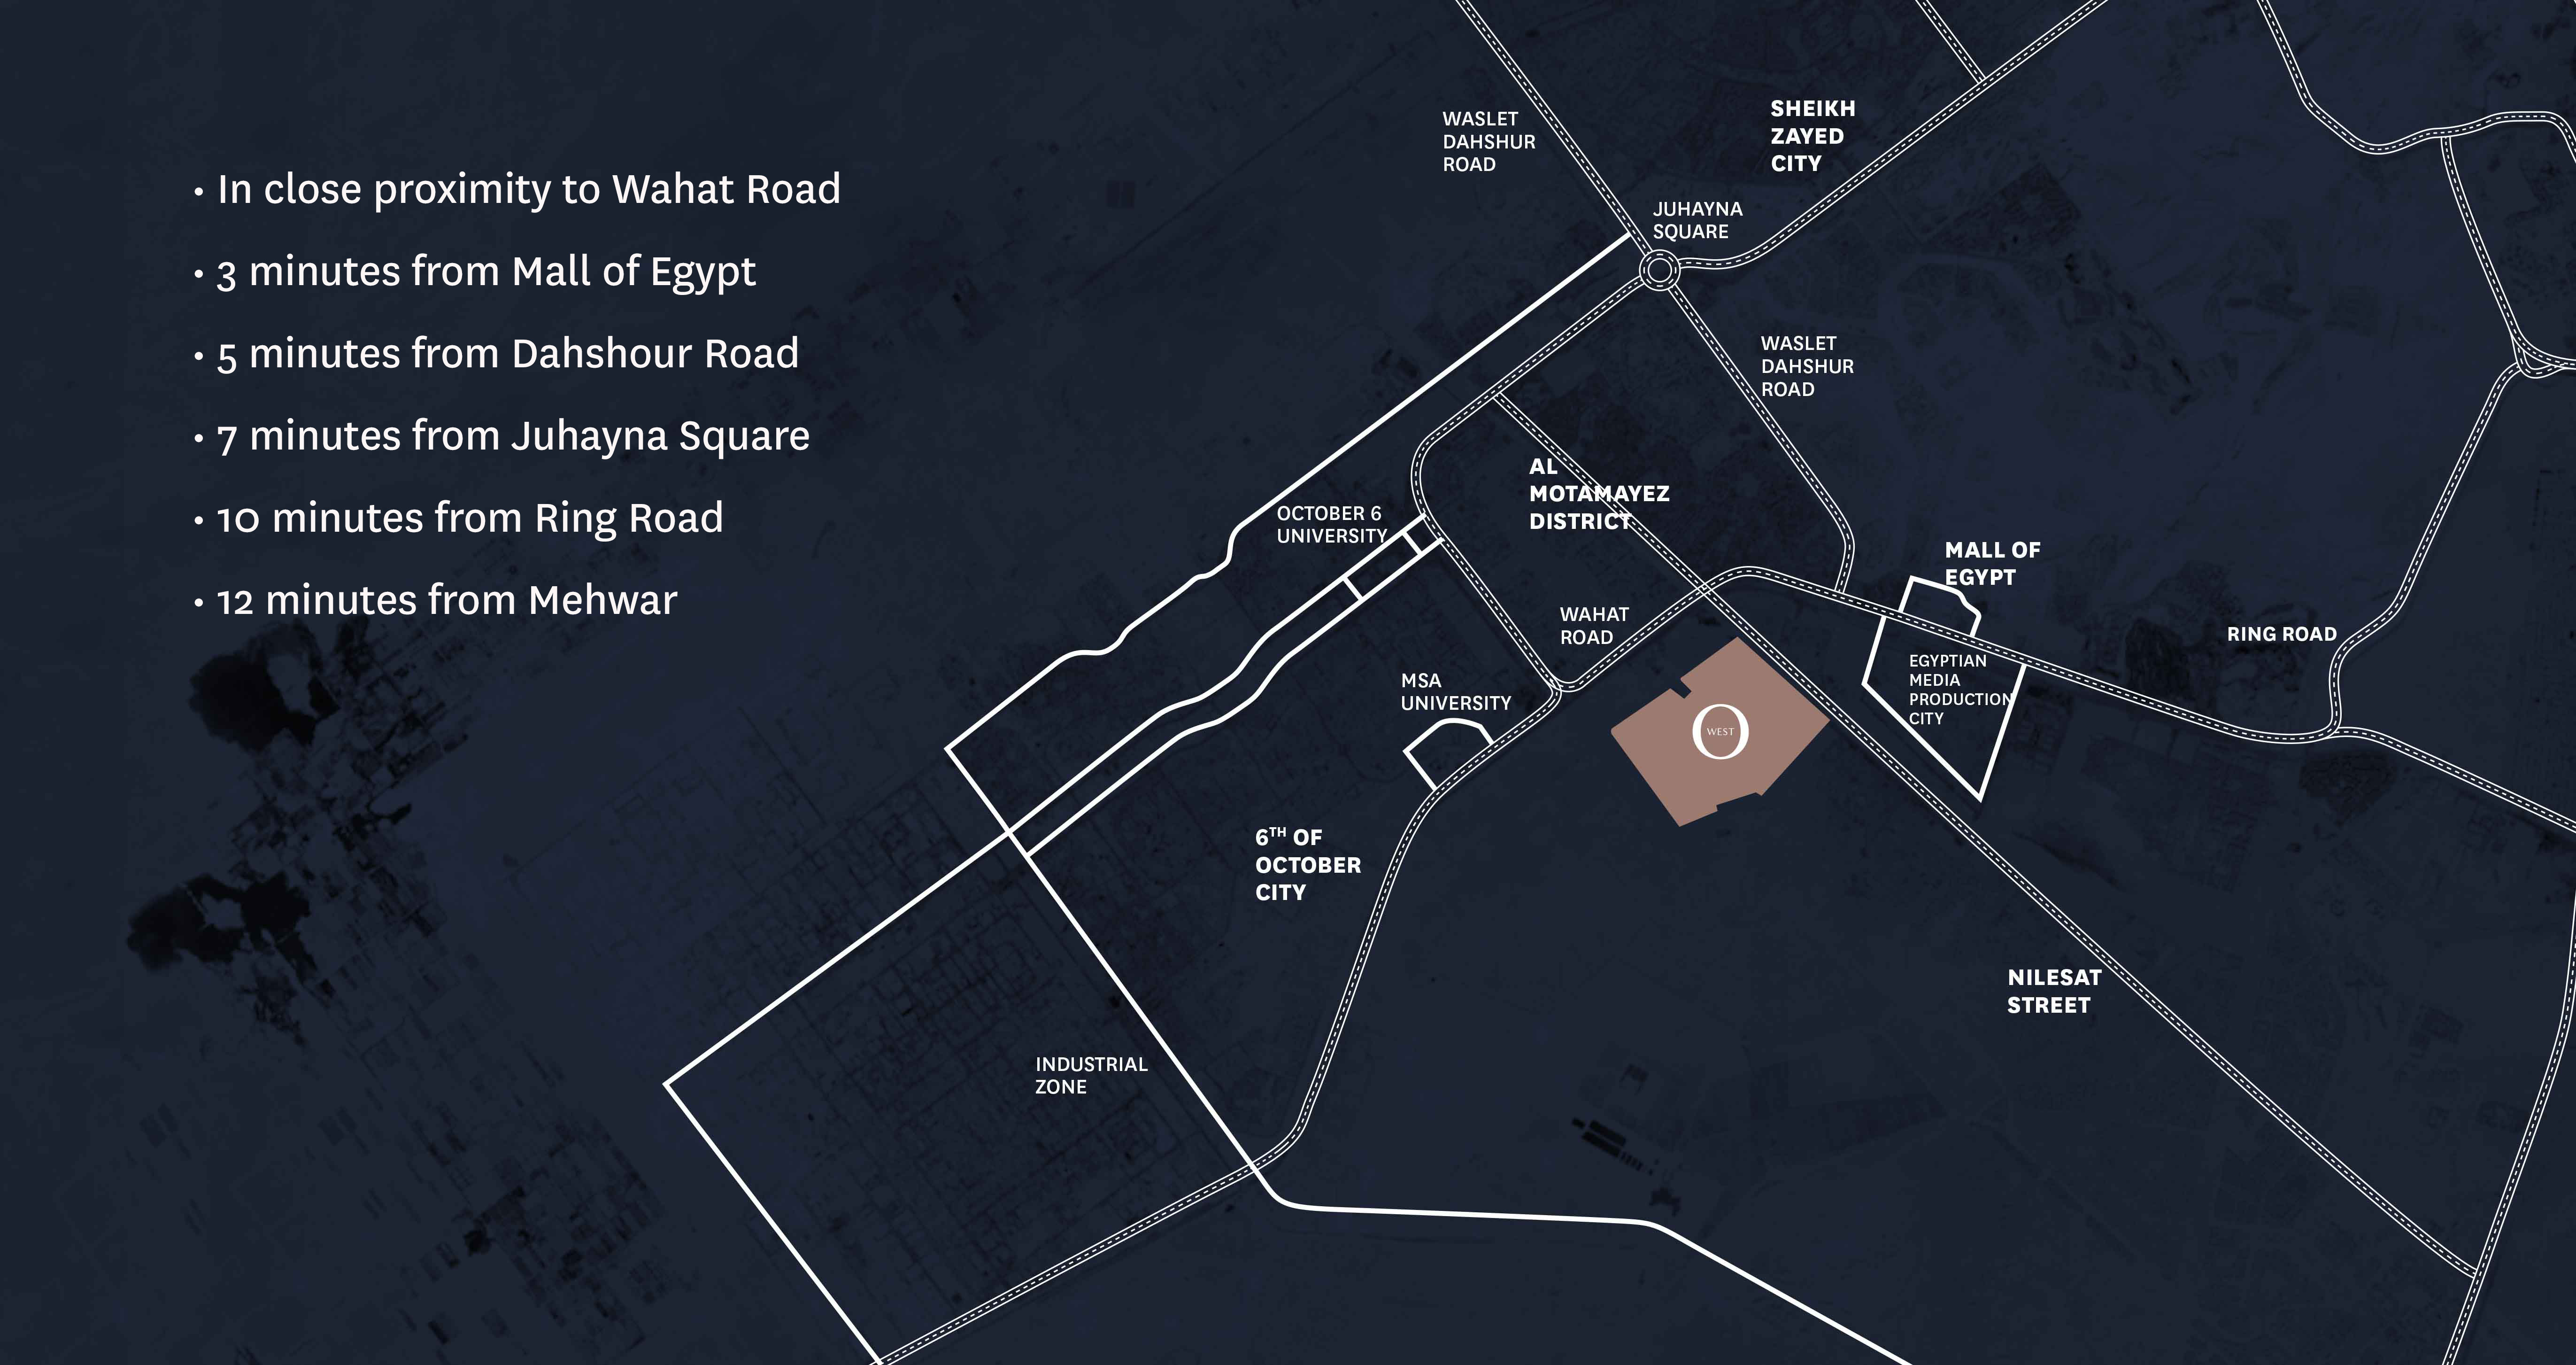 • In close proximity to Wahat Road
• 3 minutes from Mall of Egypt
• 5 minutes from Dahshour Road
• 7 minutes from Juhayna Square
• 10 minutes from Ring Road
• 12 minutes from Mehwar
WASLET
DAHSHUR
ROAD
SHEIKH
ZAYED
CITY
JUHAYNA
SQUARE
WASLET
DAHSHUR
ROAD
AL
MOTAMAYEZ
DISTRICT
OCTOBER 6
UNIVERSITY
MALL OF
EGYPT
WAHAT
ROAD
RING ROAD
EGYPTIAN
MEDIA
PRODUCTION
CITY
MSA
UNIVERSITY
O
WEST
6TH OF
OCTOBER
CITY
NILESAT
STREET
INDUSTRIAL
ZONE